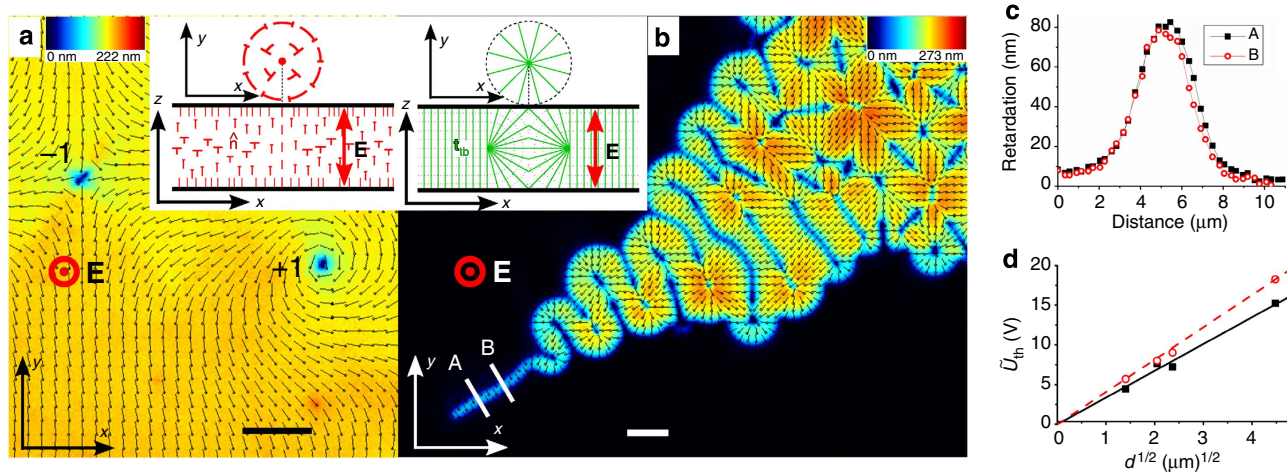 a
0 nm 222 nm
y
x
z
n̂
E
x
−1
+1
E
y
x
y
x
z
t_lb
E
x
b
0 nm 273 nm
E
A
B
y
x
c
Retardation (nm)
80
60
40
20
0
A
B
0 2 4 6 8 10
Distance (μm)
d
Ũ_th (V)
20
15
10
5
0
0 1 2 3 4
d^1/2 (μm)^1/2